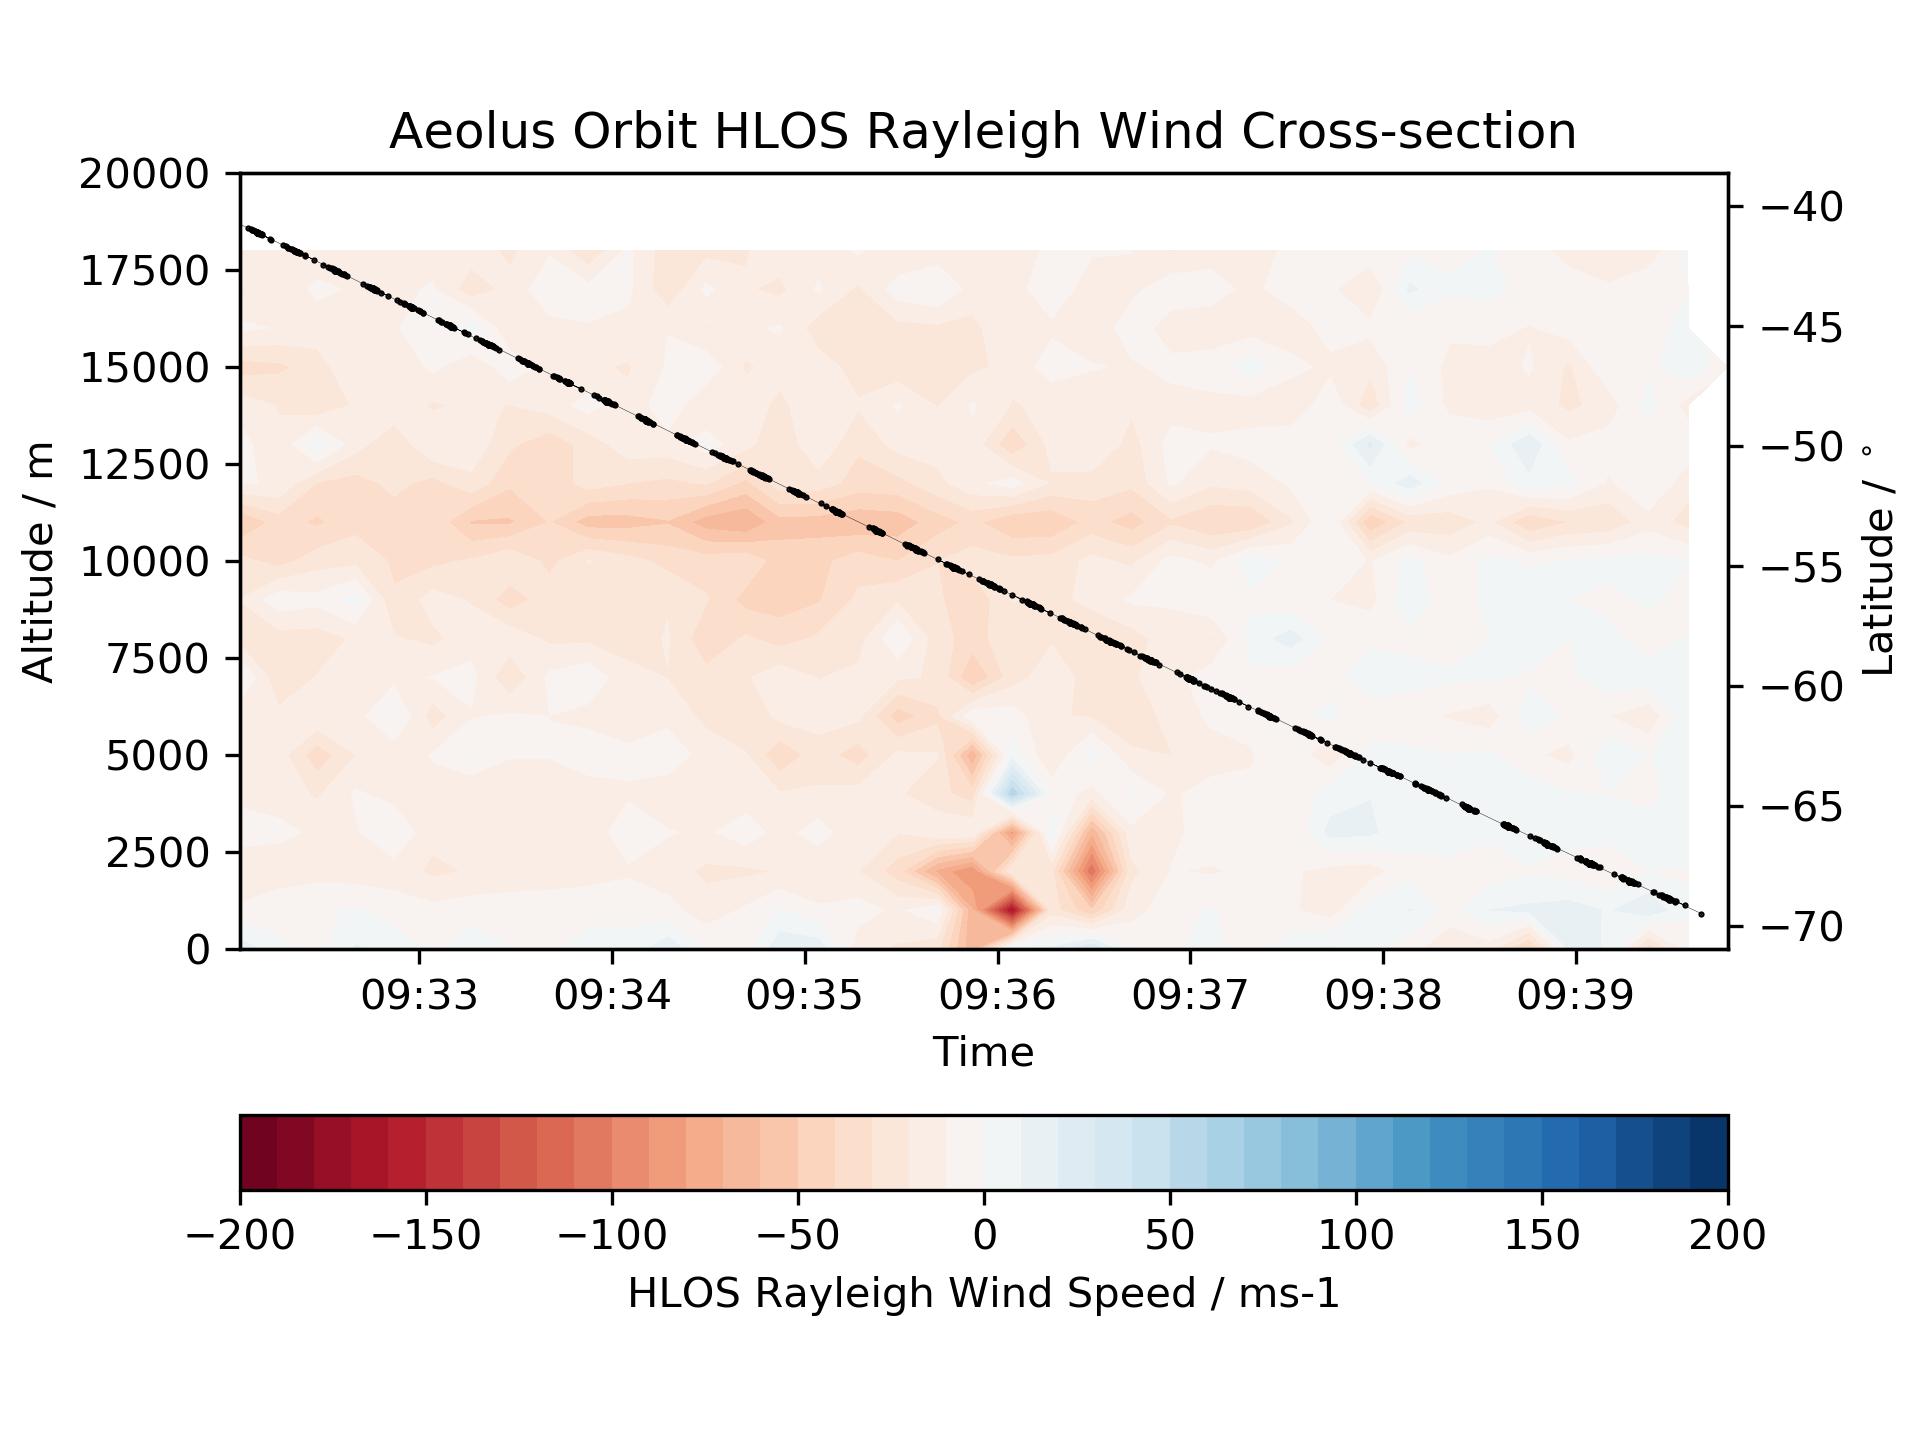 Aeolus Orbit HLOS Rayleigh Wind Cross-section
20000
17500
15000
12500
10000
7500
5000
2500
0
Altitude / m
−40
−45
−50
−55
−60
−65
−70
Latitude / °
09:33 09:34 09:35 09:36 09:37 09:38 09:39
Time
−200 −150 −100 −50 0 50 100 150 200
HLOS Rayleigh Wind Speed / ms-1